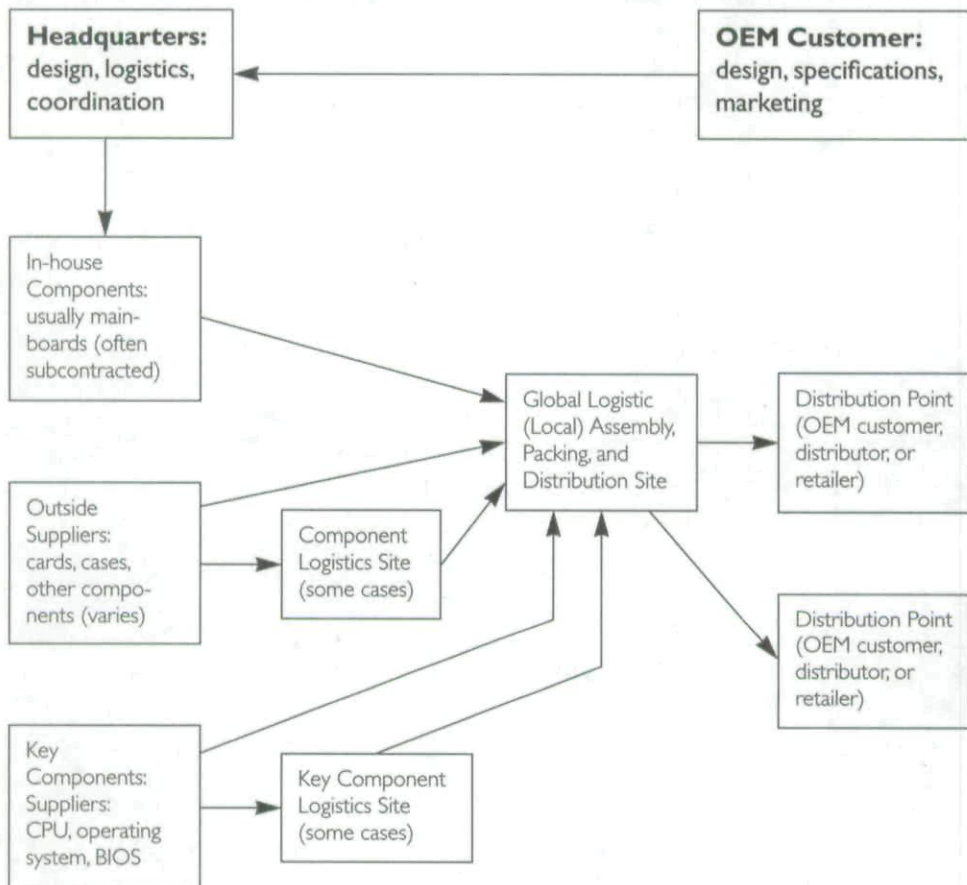 Headquarters:
design, logistics,
coordination
OEM Customer:
design, specifications,
marketing
In-house
Components:
usually main-
boards (often
subcontracted)
Global Logistic
(Local) Assembly,
Packing, and
Distribution Site
Distribution Point
(OEM customer,
distributor, or
retailer)
Outside
Suppliers:
cards, cases,
other compo-
nents (varies)
Component
Logistics Site
(some cases)
Distribution Point
(OEM customer,
distributor, or
retailer)
Key
Components:
Suppliers:
CPU, operating
system, BIOS
Key Component
Logistics Site
(some cases)